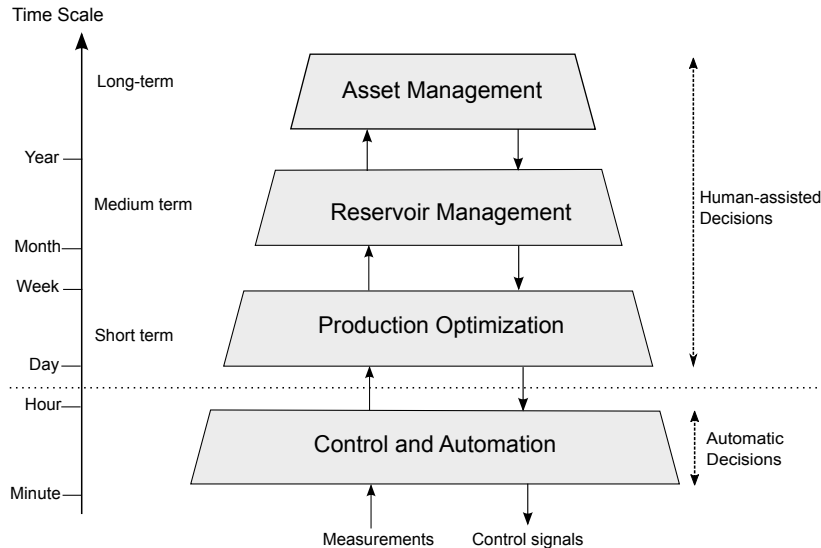 Time Scale
Long-term
Asset Management
Year
Human-assisted
Decisions
Medium term
Reservoir Management
Month
Week
Short term
Production Optimization
Day
Hour
Control and Automation
Automatic
Decisions
Minute
Measurements
Control signals